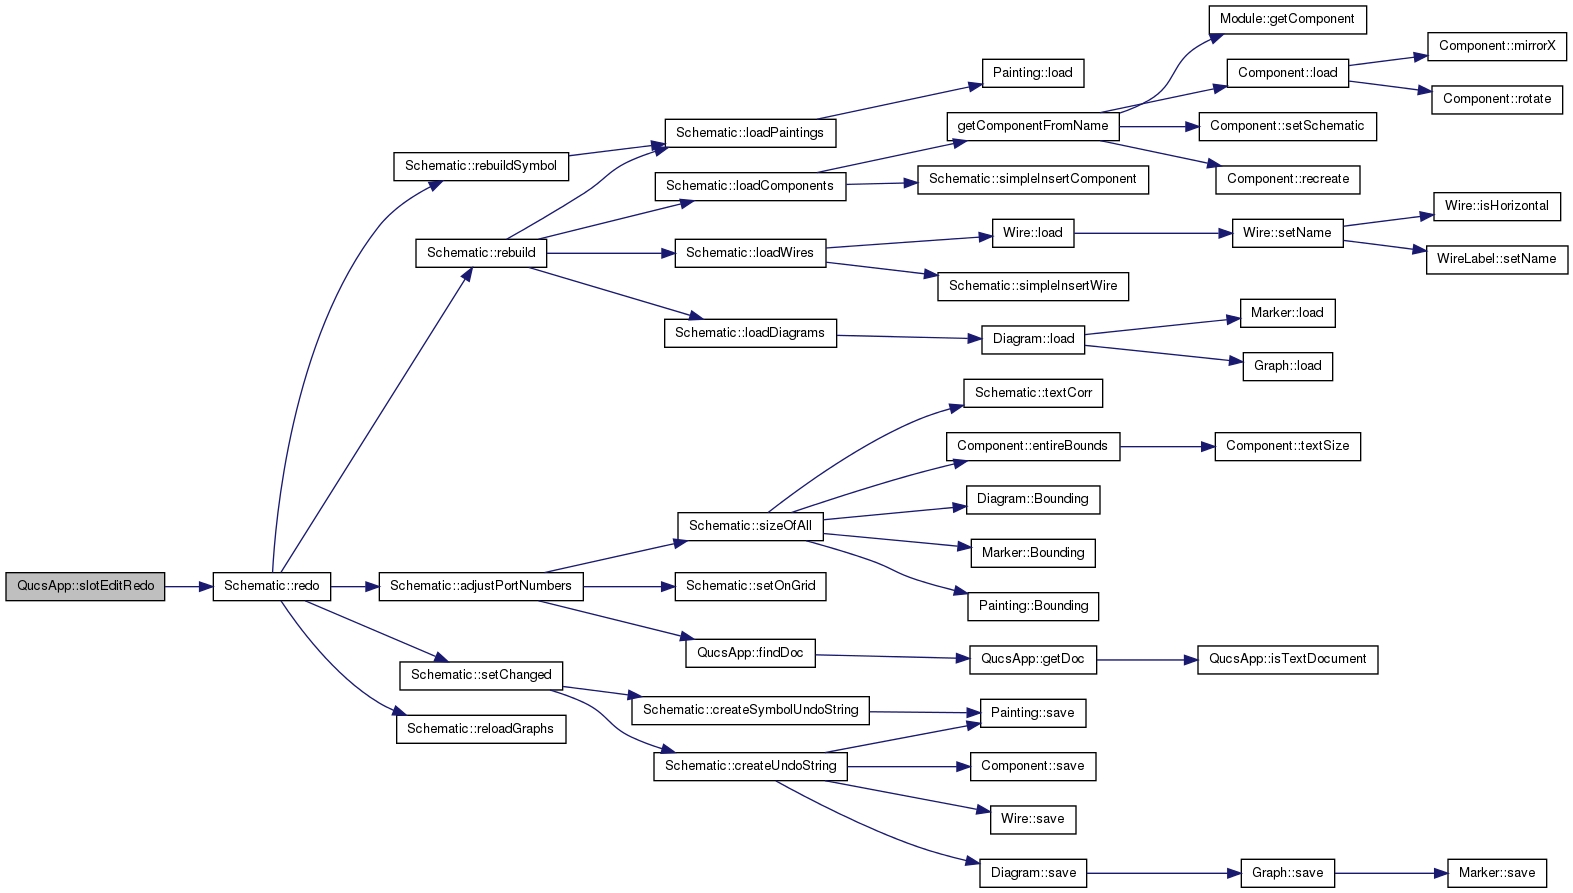 Module::getComponent
Component::mirrorX
Painting::load
Component::load
Component::rotate
Schematic::loadPaintings
getComponentFromName
Component::setSchematic
Schematic::rebuildSymbol
Schematic::loadComponents
Schematic::simpleInsertComponent
Component::recreate
Wire::isHorizontal
Schematic::rebuild
Schematic::loadWires
Wire::load
Wire::setName
WireLabel::setName
Schematic::simpleInsertWire
Schematic::loadDiagrams
Diagram::load
Marker::load
Graph::load
Schematic::textCorr
Component::entireBounds
Component::textSize
Diagram::Bounding
Schematic::sizeOfAll
Marker::Bounding
QucsApp::slotEditRedo
Schematic::redo
Schematic::adjustPortNumbers
Schematic::setOnGrid
Painting::Bounding
QucsApp::findDoc
QucsApp::getDoc
QucsApp::isTextDocument
Schematic::setChanged
Schematic::createSymbolUndoString
Painting::save
Schematic::reloadGraphs
Schematic::createUndoString
Component::save
Wire::save
Diagram::save
Graph::save
Marker::save